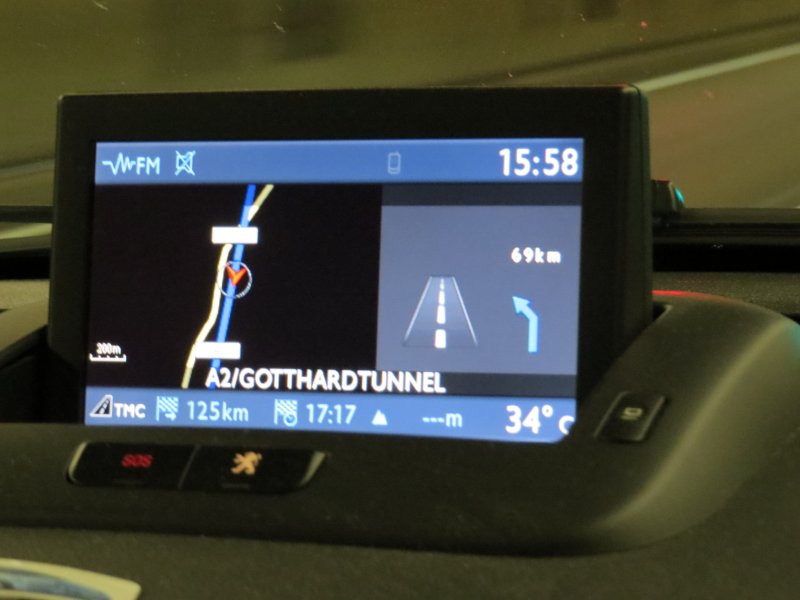 FM 15:58
69km
200m
A2/GOTTHARDTUNNEL
TMC 125km 17:17 ---m 34° C
SOS